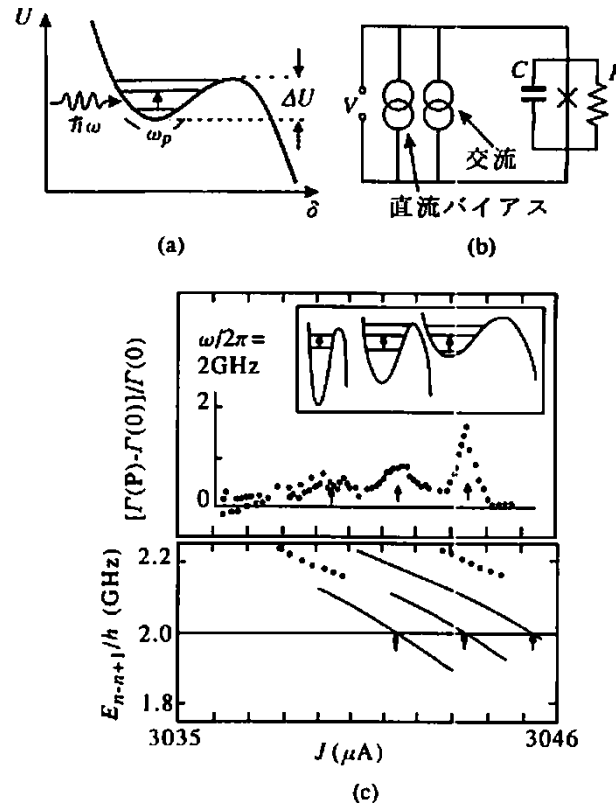 U
ħω
ω_p
ΔU
δ
(a)
V
C
交流
直流バイアス
(b)
[Γ(P)-Γ(0)]/Γ(0)
ω/2π=
2GHz
2
0
E_{n-n+1}/h (GHz)
2.2
2.0
1.8
3035
J (μA)
3046
(c)